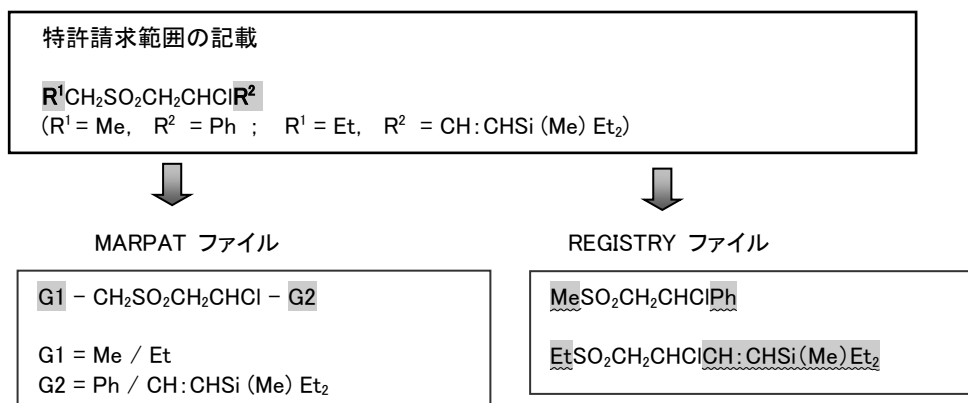 特許請求範囲の記載
R¹CH₂SO₂CH₂CHClR²
(R¹ = Me, R² = Ph ; R¹ = Et, R² = CH:CHSi (Me) Et₂)
MARPAT ファイル
REGISTRY ファイル
G1 − CH₂SO₂CH₂CHCl − G2
G1 = Me / Et
G2 = Ph / CH:CHSi (Me) Et₂
MeSO₂CH₂CHClPh
EtSO₂CH₂CHClCH:CHSi(Me)Et₂